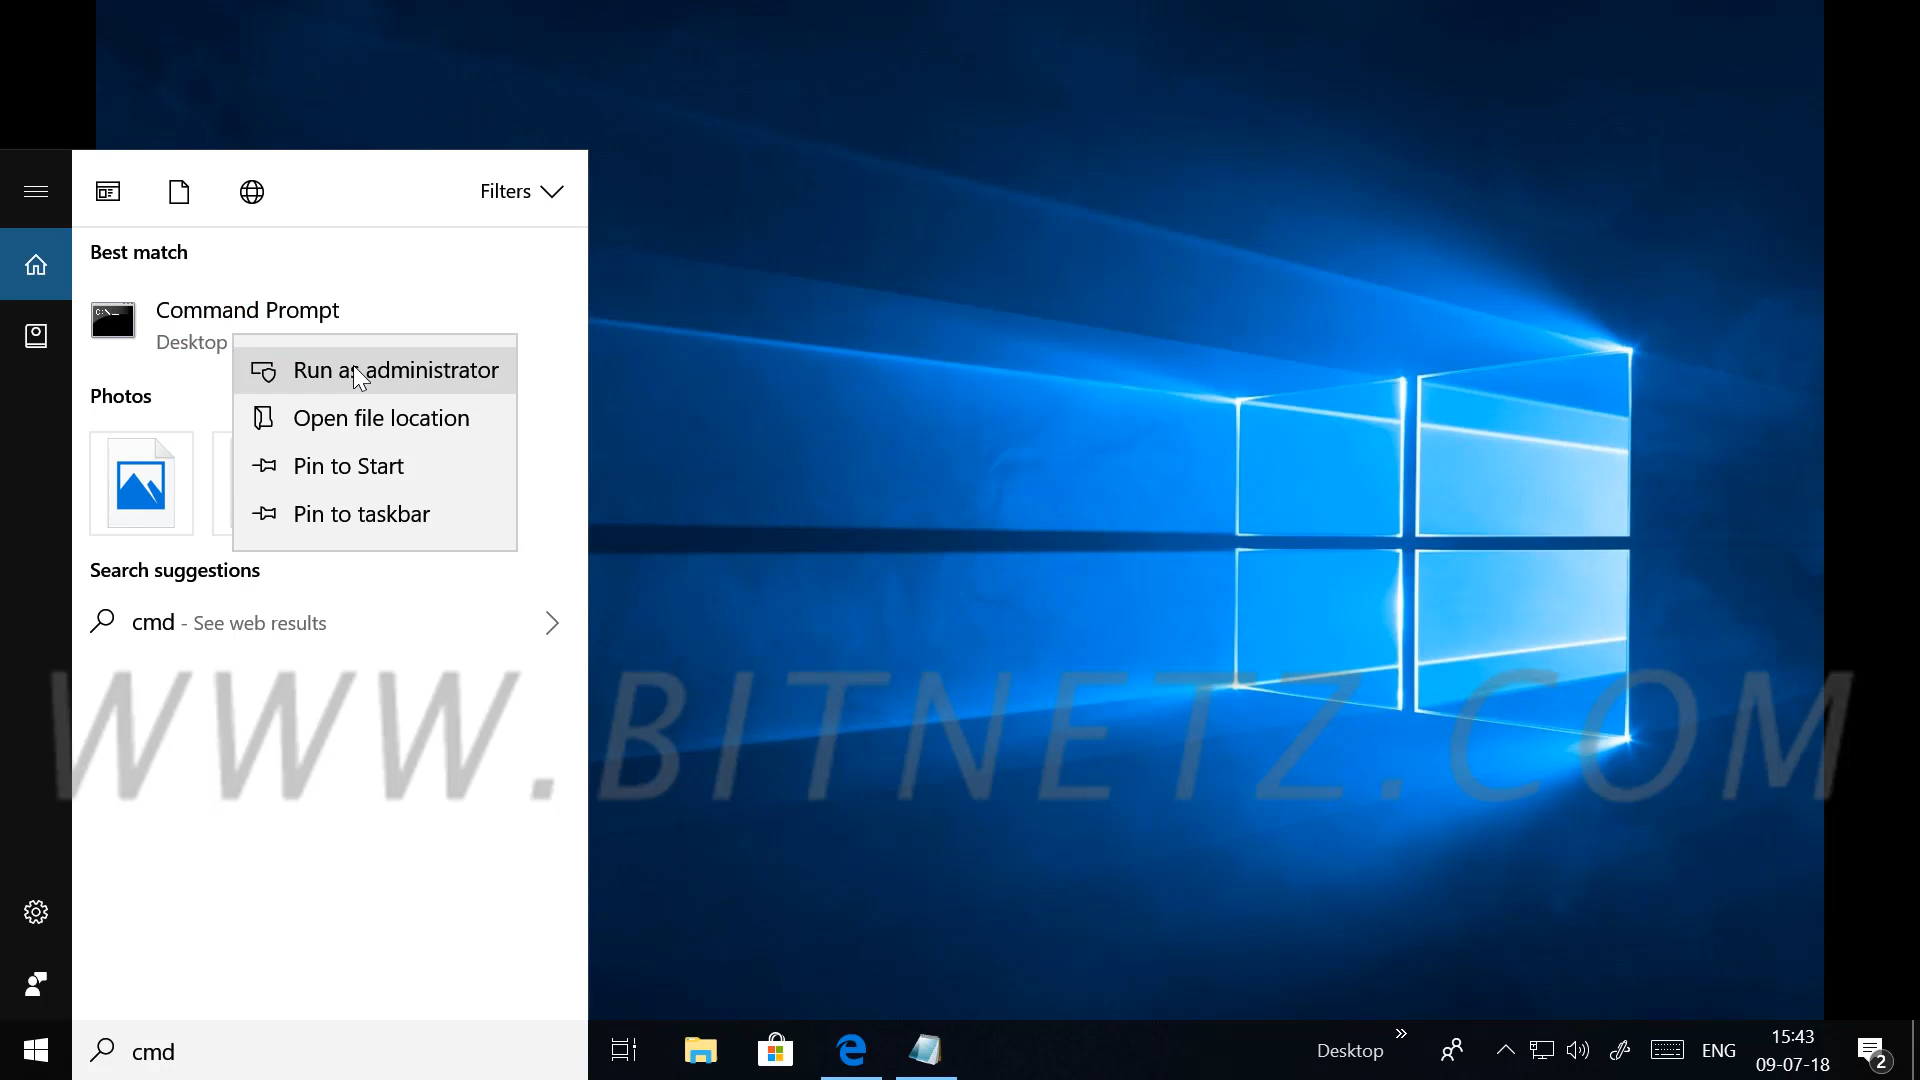 Filters
Best match
Command Prompt
Desktop
Run as administrator
Open file location
Pin to Start
Pin to taskbar
Photos
Search suggestions
cmd - See web results
WWW.BITNETZ.COM
cmd
Desktop
ENG
15:43
09-07-18
2